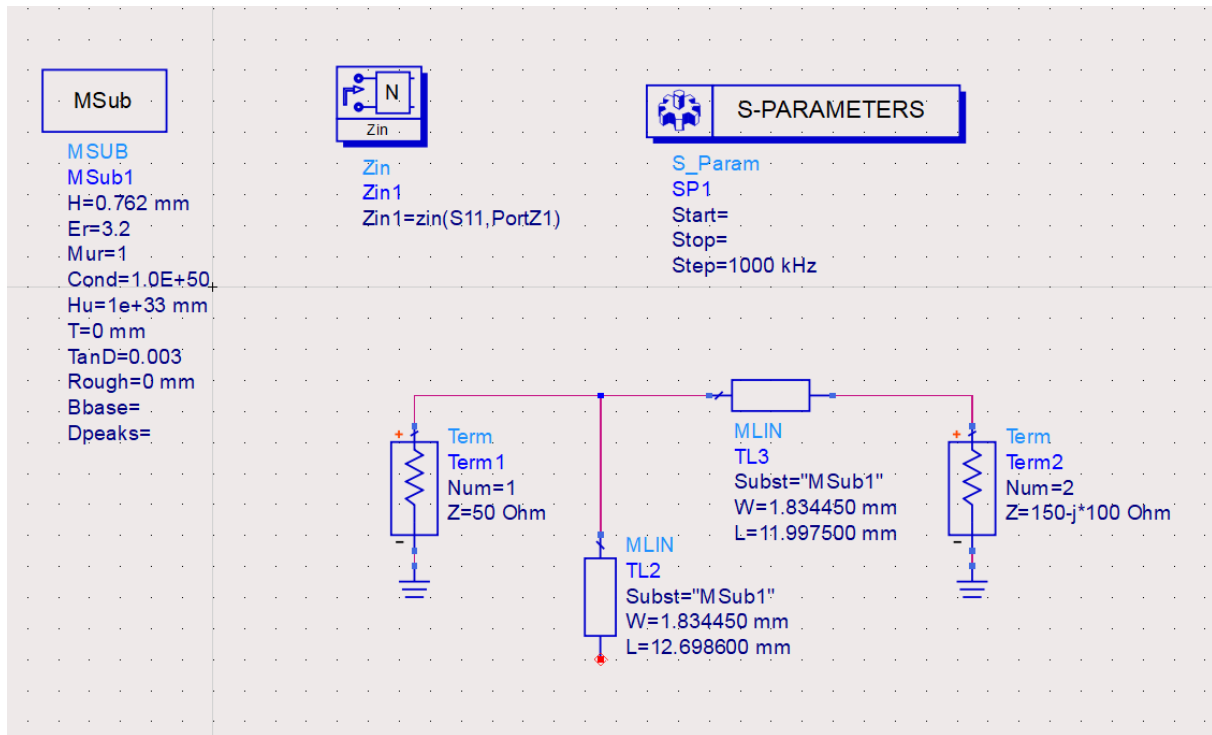 MSub
MSUB
MSub1
H=0.762 mm
Er=3.2
Mur=1
Cond=1.0E+50
Hu=1e+33 mm
T=0 mm
TanD=0.003
Rough=0 mm
Bbase=
Dpeaks=
N
Zin
Zin
Zin1
Zin1=zin(S11,PortZ1)
S-PARAMETERS
S_Param
SP1
Start=
Stop=
Step=1000 kHz
+
Term
Term1
Num=1
Z=50 Ohm
-
MLIN
TL2
Subst="MSub1"
W=1.834450 mm
L=12.698600 mm
MLIN
TL3
Subst="MSub1"
W=1.834450 mm
L=11.997500 mm
+
Term
Term2
Num=2
Z=150-j*100 Ohm
-